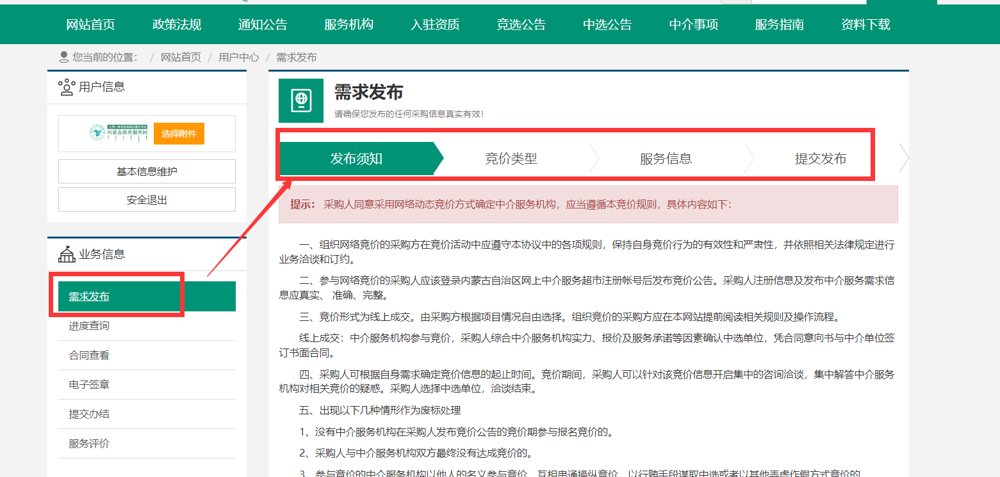 网站首页 政策法规 通知公告 服务机构 入驻资质 竞选公告 中选公告 中介事项 服务指南 资料下载
您当前的位置： / 网站首页 / 用户中心 / 需求发布
用户信息
内蒙古政务服务网
选择附件
基本信息维护
安全退出
业务信息
需求发布
进度查询
合同查看
电子签章
提交办结
服务评价
需求发布
请确保您发布的任何采购信息真实有效!
发布须知 竞价类型 服务信息 提交发布
提示： 采购人同意采用网络动态竞价方式确定中介服务机构，应当遵循本竞价规则，具体内容如下：
一、组织网络竞价的采购方在竞价活动中应遵守本协议中的各项规则，保持自身竞价行为的有效性和严肃性，并依照相关法律规定进行
业务洽谈和订约。
二、参与网络竞价的采购人应该登录内蒙古自治区网上中介服务超市注册帐号后发布竞价公告。采购人注册信息及发布中介服务需求信
息应真实、 准确、完整。
三、竞价形式为线上成交。由采购方根据项目情况自由选择。组织竞价的采购方应在本网站提前阅读相关规则及操作流程。
线上成交：中介服务机构参与竞价，采购人综合中介服务机构实力、报价及服务承诺等因素确认中选单位，凭合同意向书与中介单位签
订书面合同。
四、采购人可根据自身需求确定竞价信息的起止时间。竞价期间，采购人可以针对该竞价信息开启集中的咨询洽谈，集中解答中介服务
机构对相关竞价的疑惑。采购人选择中选单位，洽谈结束。
五、出现以下几种情形作为废标处理
1、没有中介服务机构在采购人发布竞价公告的竞价期参与报名竞价的。
2、采购人与中介服务机构双方最终没有达成竞价的。
3、参与竞价的中介服务机构以他人的名义参与竞价、互相串通操纵竞价、以行贿手段谋取中选或者以其他弄虚作假方式竞价的